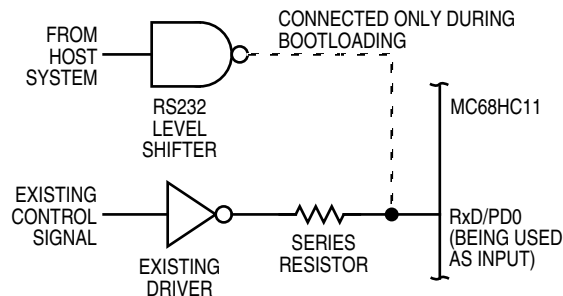 FROM
HOST
SYSTEM
RS232
LEVEL
SHIFTER
CONNECTED ONLY DURING
BOOTLOADING
MC68HC11
EXISTING
CONTROL
SIGNAL
EXISTING
DRIVER
SERIES
RESISTOR
RxD/PD0
(BEING USED
AS INPUT)